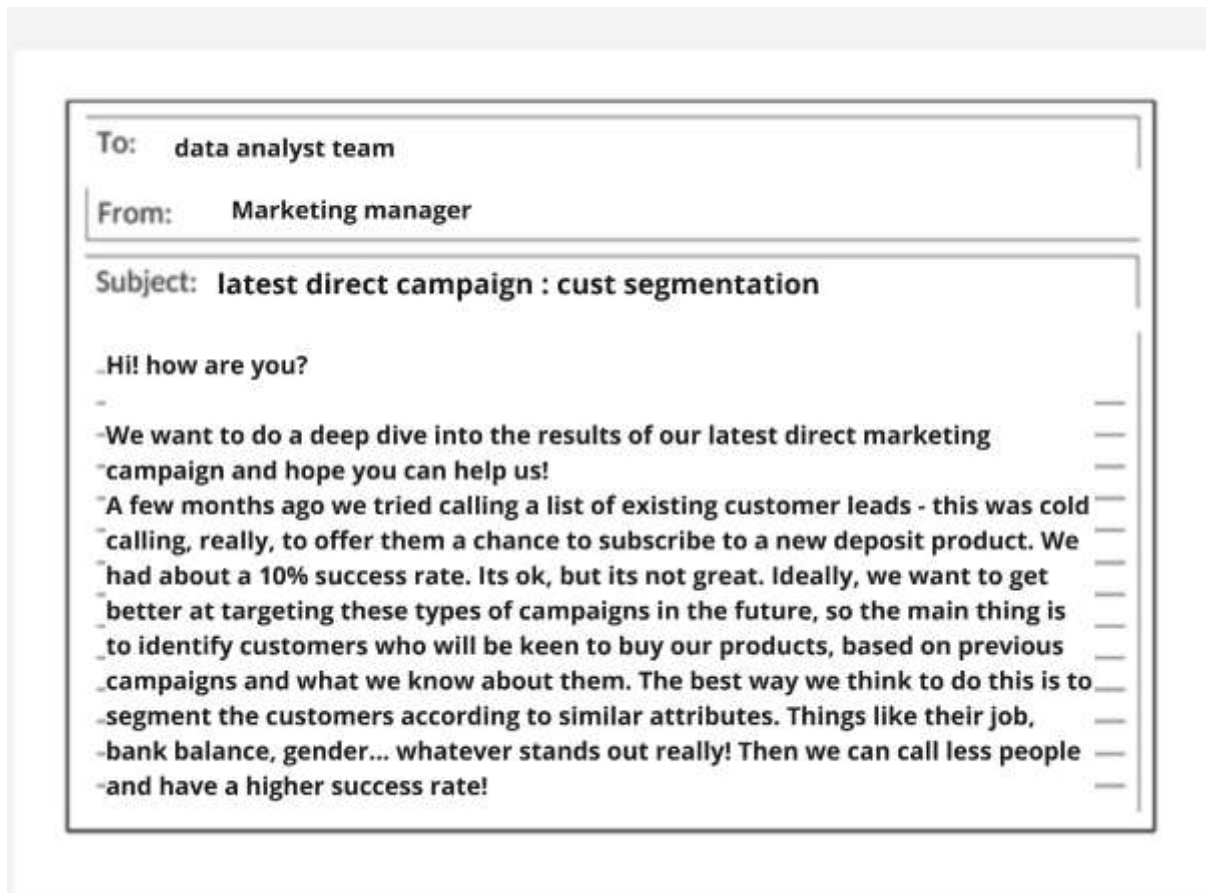 To: data analyst team
From: Marketing manager
Subject: latest direct campaign : cust segmentation
Hi! how are you?
We want to do a deep dive into the results of our latest direct marketing
campaign and hope you can help us!
A few months ago we tried calling a list of existing customer leads - this was cold
calling, really, to offer them a chance to subscribe to a new deposit product. We
had about a 10% success rate. Its ok, but its not great. Ideally, we want to get
better at targeting these types of campaigns in the future, so the main thing is
to identify customers who will be keen to buy our products, based on previous
campaigns and what we know about them. The best way we think to do this is to
segment the customers according to similar attributes. Things like their job,
bank balance, gender... whatever stands out really! Then we can call less people
and have a higher success rate!